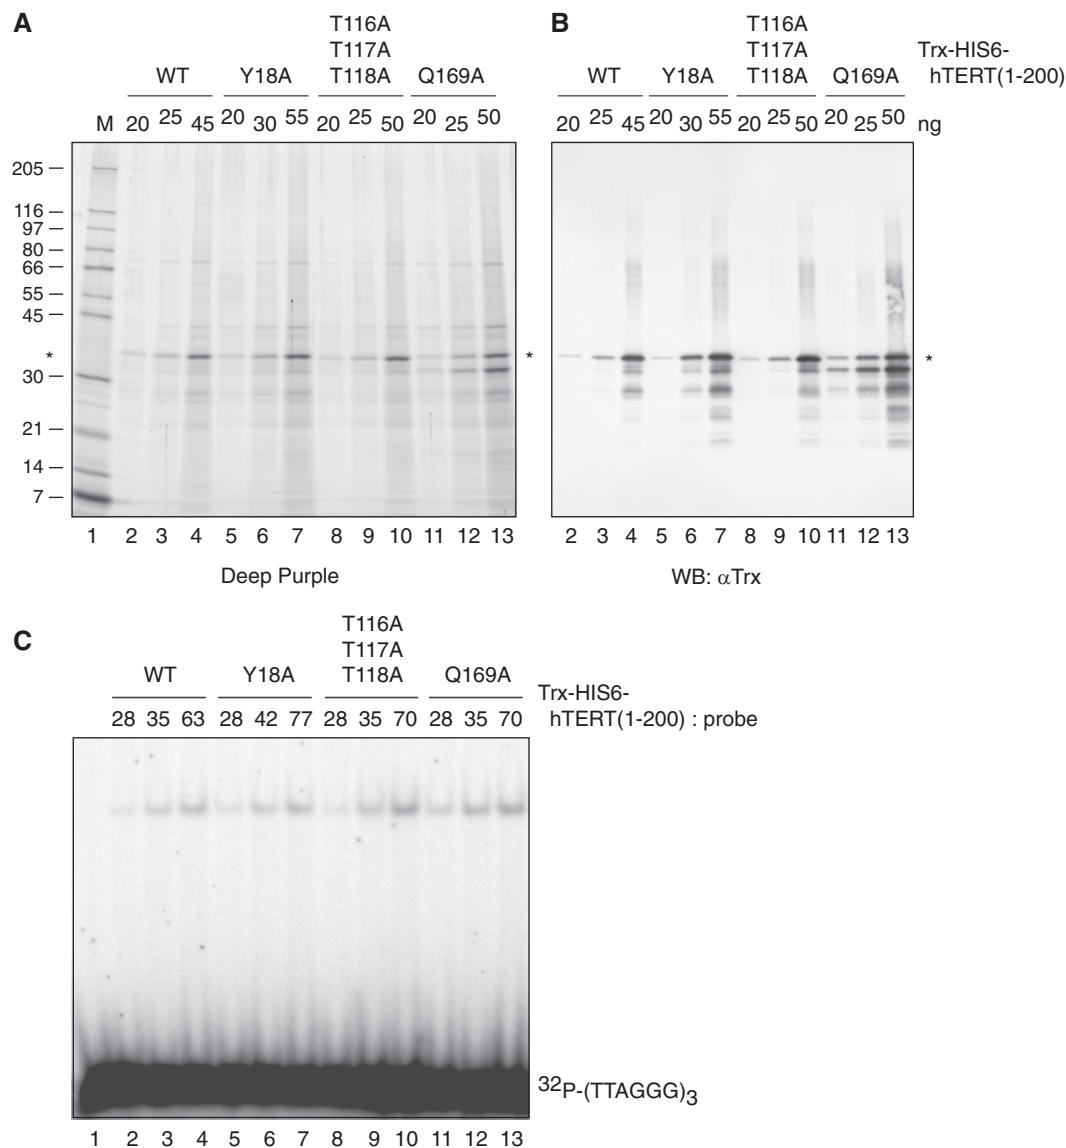 A
T116A
T117A
WT Y18A T118A Q169A
M 20 25 45 20 30 55 20 25 50 20 25 50
205
116
97
80
66
55
45
*
*
30
21
14
7
1 2 3 4 5 6 7 8 9 10 11 12 13
Deep Purple
B
T116A
T117A
WT Y18A T118A Q169A
Trx-HIS6-
hTERT(1-200)
20 25 45 20 30 55 20 25 50 20 25 50 ng
*
2 3 4 5 6 7 8 9 10 11 12 13
WB: αTrx
C
T116A
T117A
WT Y18A T118A Q169A
Trx-HIS6-
28 35 63 28 42 77 28 35 70 28 35 70 hTERT(1-200) : probe
32P-(TTAGGG)3
1 2 3 4 5 6 7 8 9 10 11 12 13